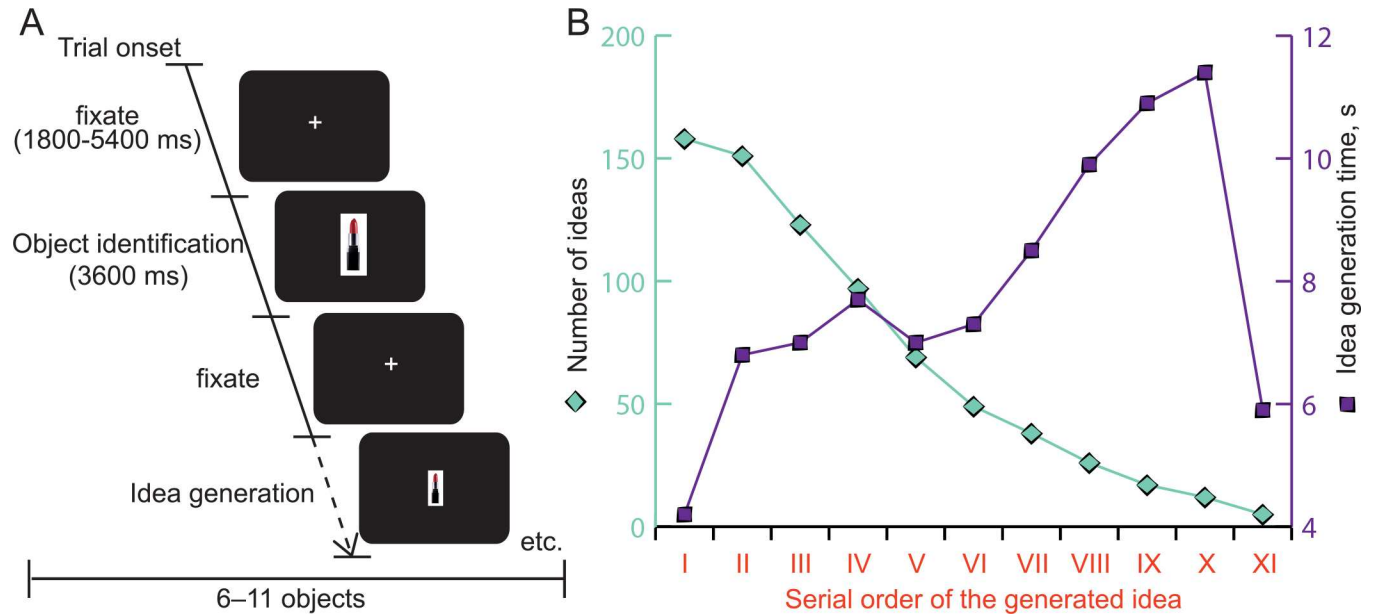 A
Trial onset
fixate
(1800-5400 ms)
+
Object identification
(3600 ms)
fixate
+
Idea generation
etc.
6–11 objects
B
Number of ideas
200
150
100
50
0
12
10
8
6
4
Idea generation time, s
I II III IV V VI VII VIII IX X XI
Serial order of the generated idea